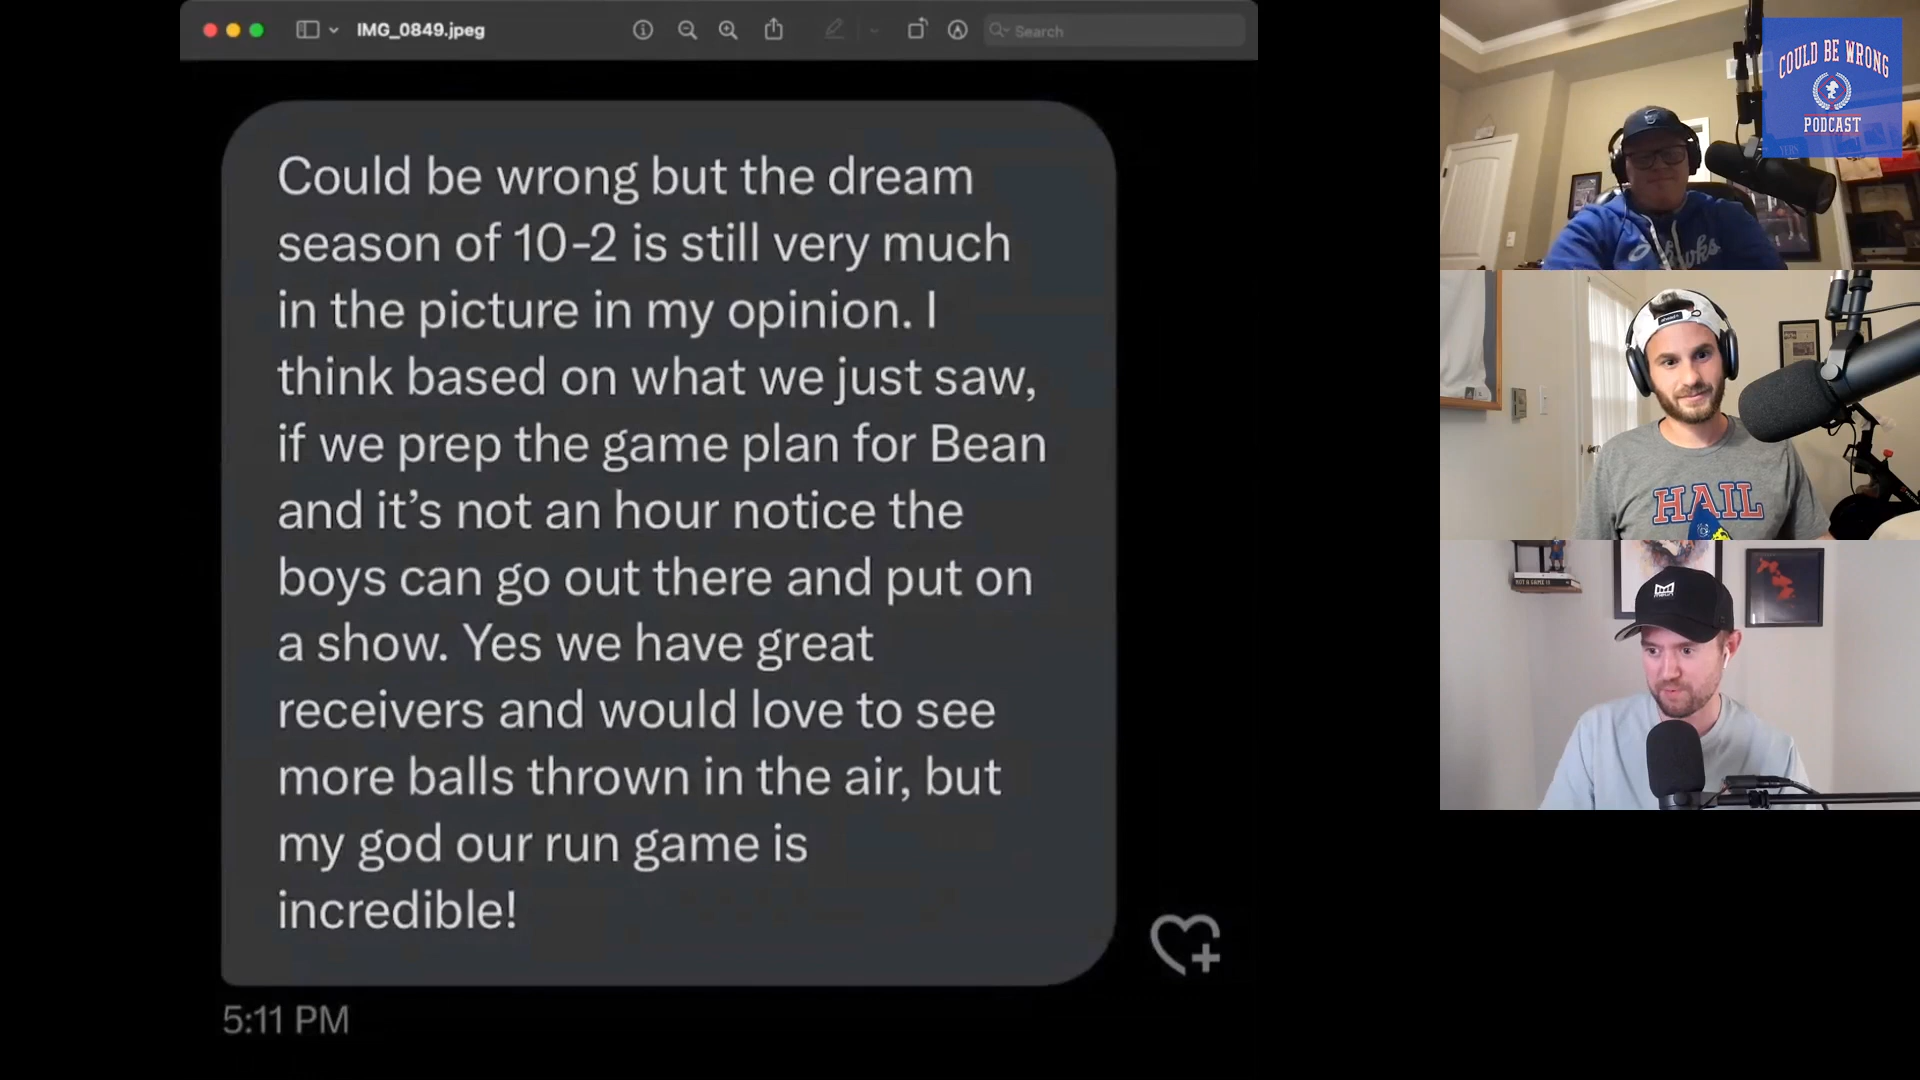 IMG_0849.jpeg
Search
Could be wrong but the dream
season of 10-2 is still very much
in the picture in my opinion. I
think based on what we just saw,
if we prep the game plan for Bean
and it’s not an hour notice the
boys can go out there and put on
a show. Yes we have great
receivers and would love to see
more balls thrown in the air, but
my god our run game is
incredible!
5:11 PM
COULD BE WRONG
PODCAST
HAIL